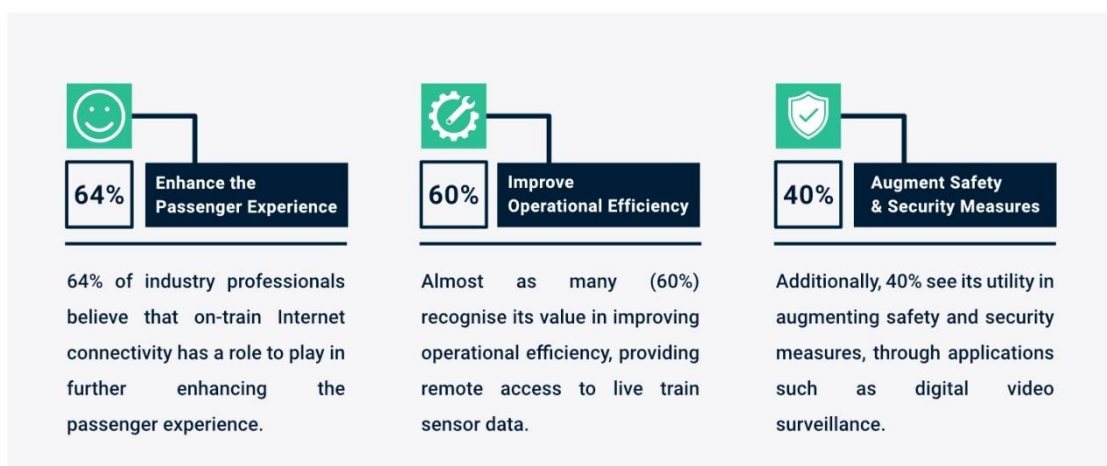 64%
Enhance the
Passenger Experience
64% of industry professionals
believe that on-train Internet
connectivity has a role to play in
further enhancing the
passenger experience.
60%
Improve
Operational Efficiency
Almost as many (60%)
recognise its value in improving
operational efficiency, providing
remote access to live train
sensor data.
40%
Augment Safety
& Security Measures
Additionally, 40% see its utility in
augmenting safety and security
measures, through applications
such as digital video
surveillance.